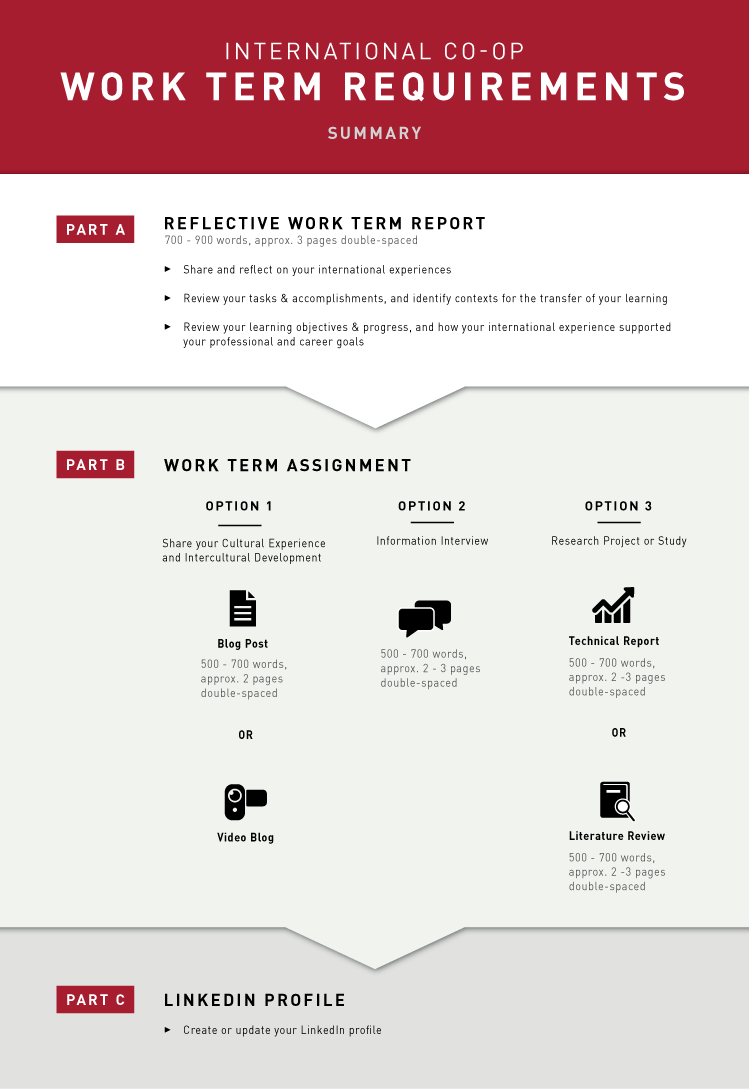 INTERNATIONAL CO-OP
WORK TERM REQUIREMENTS
SUMMARY
PART A
REFLECTIVE WORK TERM REPORT
700 - 900 words, approx. 3 pages double-spaced
Share and reflect on your international experiences
Review your tasks & accomplishments, and identify contexts for the transfer of your learning
Review your learning objectives & progress, and how your international experience supported
your professional and career goals
PART B
WORK TERM ASSIGNMENT
OPTION 1
Share your Cultural Experience
and Intercultural Development
Blog Post
500 - 700 words,
approx. 2 pages
double-spaced
OR
Video Blog
OPTION 2
Information Interview
500 - 700 words,
approx. 2 - 3 pages
double-spaced
OPTION 3
Research Project or Study
Technical Report
500 - 700 words,
approx. 2 -3 pages
double-spaced
OR
Literature Review
500 - 700 words,
approx. 2 -3 pages
double-spaced
PART C
LINKEDIN PROFILE
Create or update your LinkedIn profile